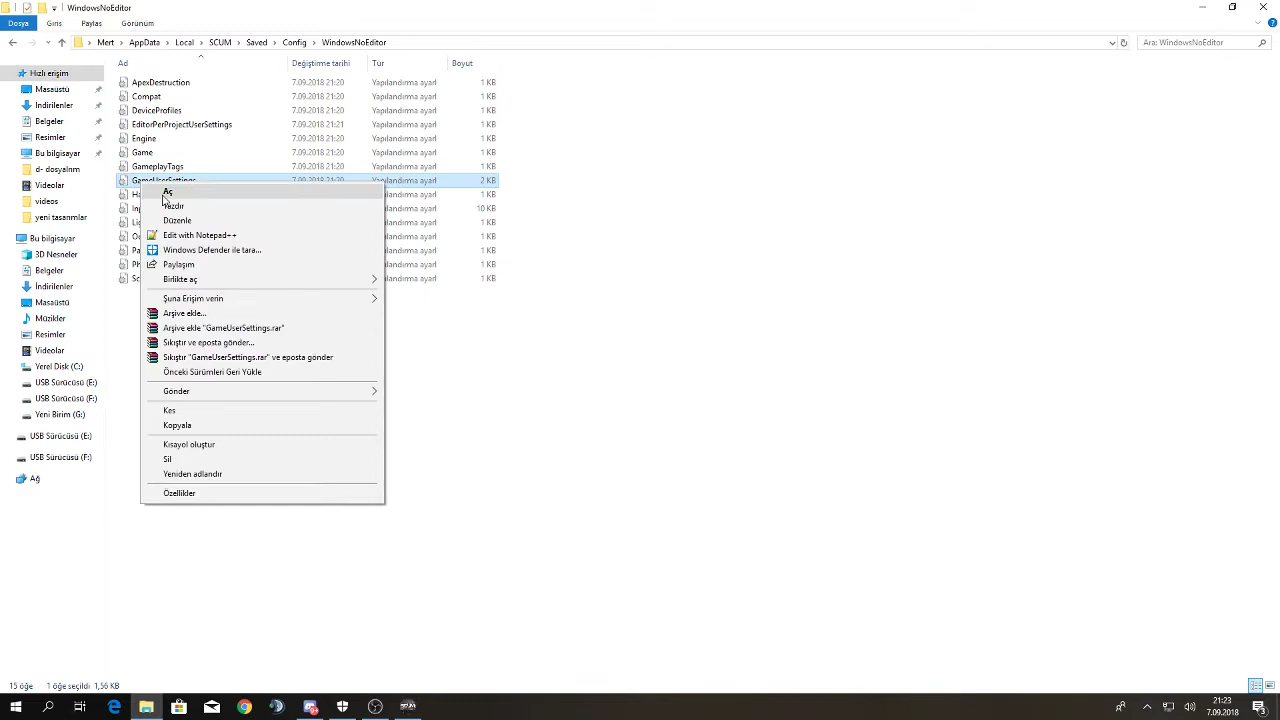 WindowsNoEditor
Dosya Giriş Paylaş Görünüm
Mert AppData Local SCUM Saved Config WindowsNoEditor
Ara: WindowsNoEditor
Ad Değiştirme tarihi Tür Boyut
Hızlı erişim
Masaüstü
İndirilenler
Belgeler
Resimler
Bu bilgisayar
d- dosyalnm
Videolar
videos
yeni tasarımlar
Bu bilgisayar
3D Nesneler
Belgeler
İndirilenler
Masaüstü
Müzikler
Resimler
Videolar
Yerel Disk (C:)
USB Sürücüsü (E:)
USB Sürücüsü (F:)
Yeni Birim (G:)
USB Sürücüsü (E:)
USB Sürücüsü (F:)
Ağ
ApexDestruction 7.09.2018 21:20 Yapılandırma ayarl 1 KB
Compat 7.09.2018 21:20 Yapılandırma ayarl 1 KB
DeviceProfiles 7.09.2018 21:20 Yapılandırma ayarl 1 KB
EditorPerProjectUserSettings 7.09.2018 21:21 Yapılandırma ayarl 1 KB
Engine 7.09.2018 21:20 Yapılandırma ayarl 1 KB
Game 7.09.2018 21:20 Yapılandırma ayarl 1 KB
GameplayTags 7.09.2018 21:20 Yapılandırma ayarl 1 KB
GameUserSettings 7.09.2018 21:20 Yapılandırma ayarl 2 KB
1 KB
10 KB
1 KB
1 KB
1 KB
1 KB
1 KB
Aç
Yazdır
Düzenle
Edit with Notepad++
Windows Defender ile tara...
Paylaşım
Birlikte aç
Şuna Erişim verin
Arşive ekle...
Arşive ekle "GameUserSettings.rar"
Sıkıştır ve eposta gönder...
Sıkıştır "GameUserSettings.rar" ve eposta gönder
Önceki Sürümleri Geri Yükle
Gönder
Kes
Kopyala
Kısayol oluştur
Sil
Yeniden adlandır
Özellikler
15 öğe 1 öğe seçildi 1,56 KB
21:23
7.09.2018